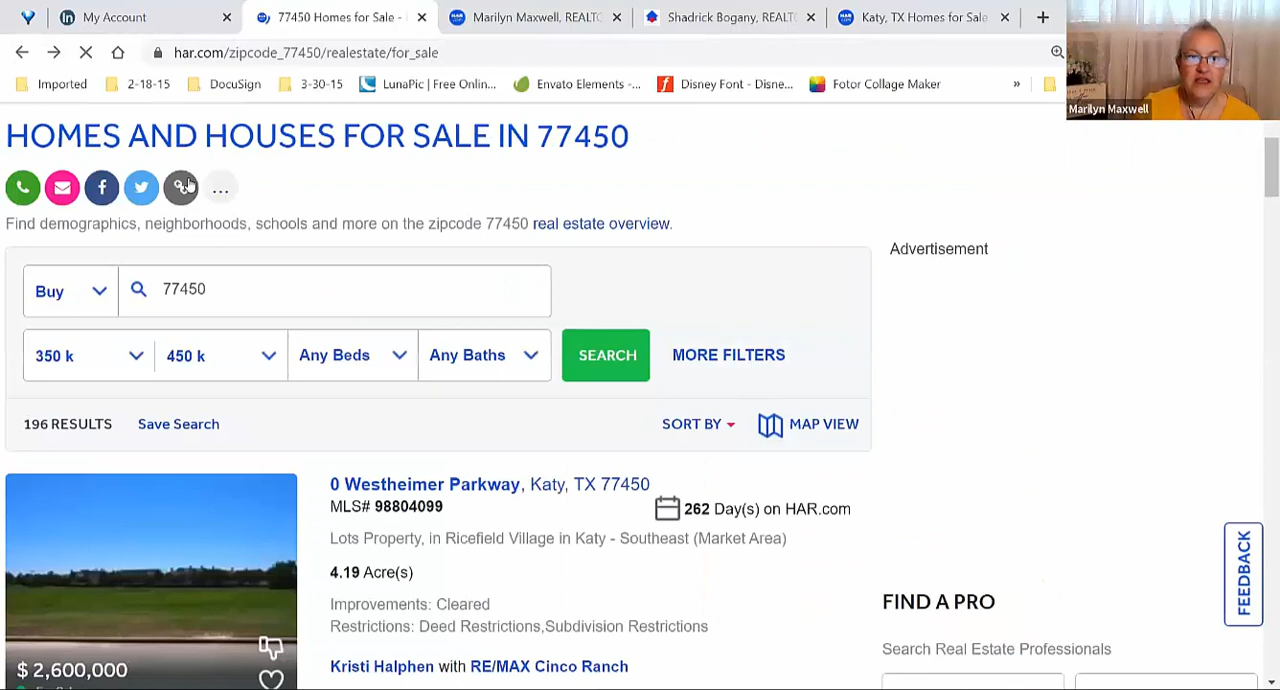 My Account
77450 Homes for Sale -
Marilyn Maxwell, REALTO
Shadrick Bogany, REALT
Katy, TX Homes for Sale
har.com/zipcode_77450/realestate/for_sale
Imported
2-18-15
DocuSign
3-30-15
LunaPic | Free Onlin...
Envato Elements -...
Disney Font - Disne...
Fotor Collage Maker
»
Marilyn Maxwell
HOMES AND HOUSES FOR SALE IN 77450
...
Find demographics, neighborhoods, schools and more on the zipcode 77450 real estate overview.
Advertisement
Buy
77450
350 k
450 k
Any Beds
Any Baths
SEARCH
MORE FILTERS
196 RESULTS
Save Search
SORT BY
MAP VIEW
0 Westheimer Parkway, Katy, TX 77450
MLS# 98804099
262 Day(s) on HAR.com
Lots Property, in Ricefield Village in Katy - Southeast (Market Area)
4.19 Acre(s)
Improvements: Cleared
Restrictions: Deed Restrictions,Subdivision Restrictions
Kristi Halphen with RE/MAX Cinco Ranch
$ 2,600,000
FIND A PRO
Search Real Estate Professionals
FEEDBACK